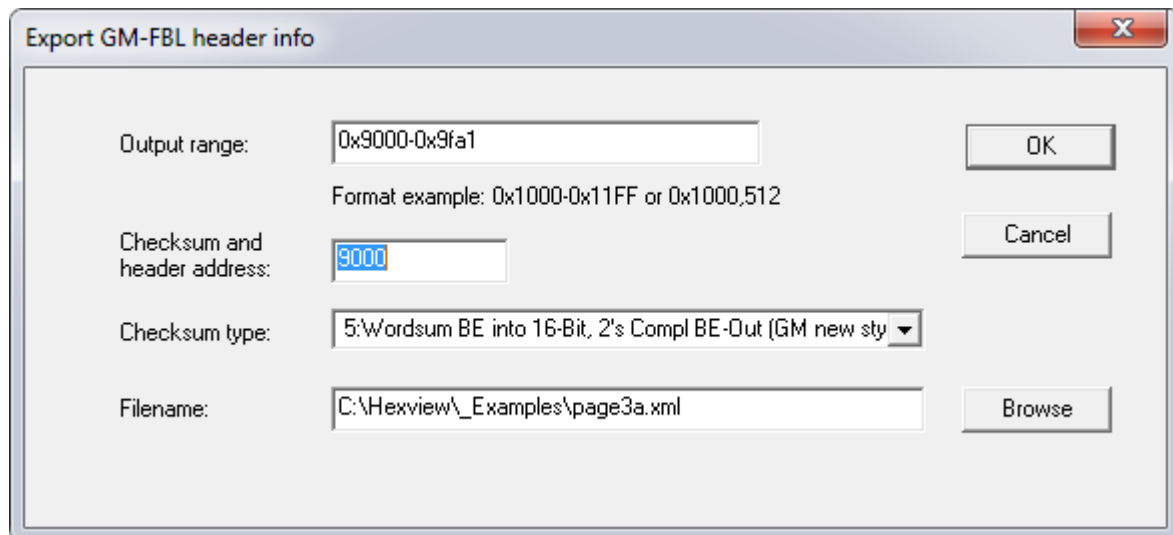 Export GM-FBL header info
Output range:
0x9000-0x9fa1
OK
Format example: 0x1000-0x11FF or 0x1000,512
Cancel
Checksum and
header address:
9000
Checksum type:
5:Wordsum BE into 16-Bit, 2's Compl BE-Out (GM new sty
Filename:
C:\Hexview\_Examples\page3a.xml
Browse